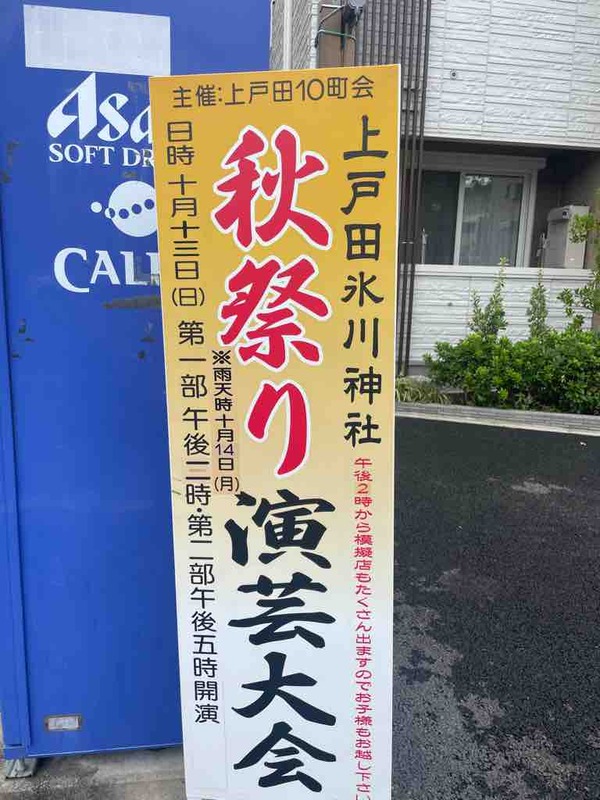 Asa
SOFT DR
CAL
主催:上戸田10町会
上戸田氷川神社
午後2時から模擬店もたくさん出ますのでお子様もお越し下さい
秋祭り演芸大会
※雨天時十月14日(月)
日時 十月十三日(日) 第一部 午後二時・第二部午後五時開演